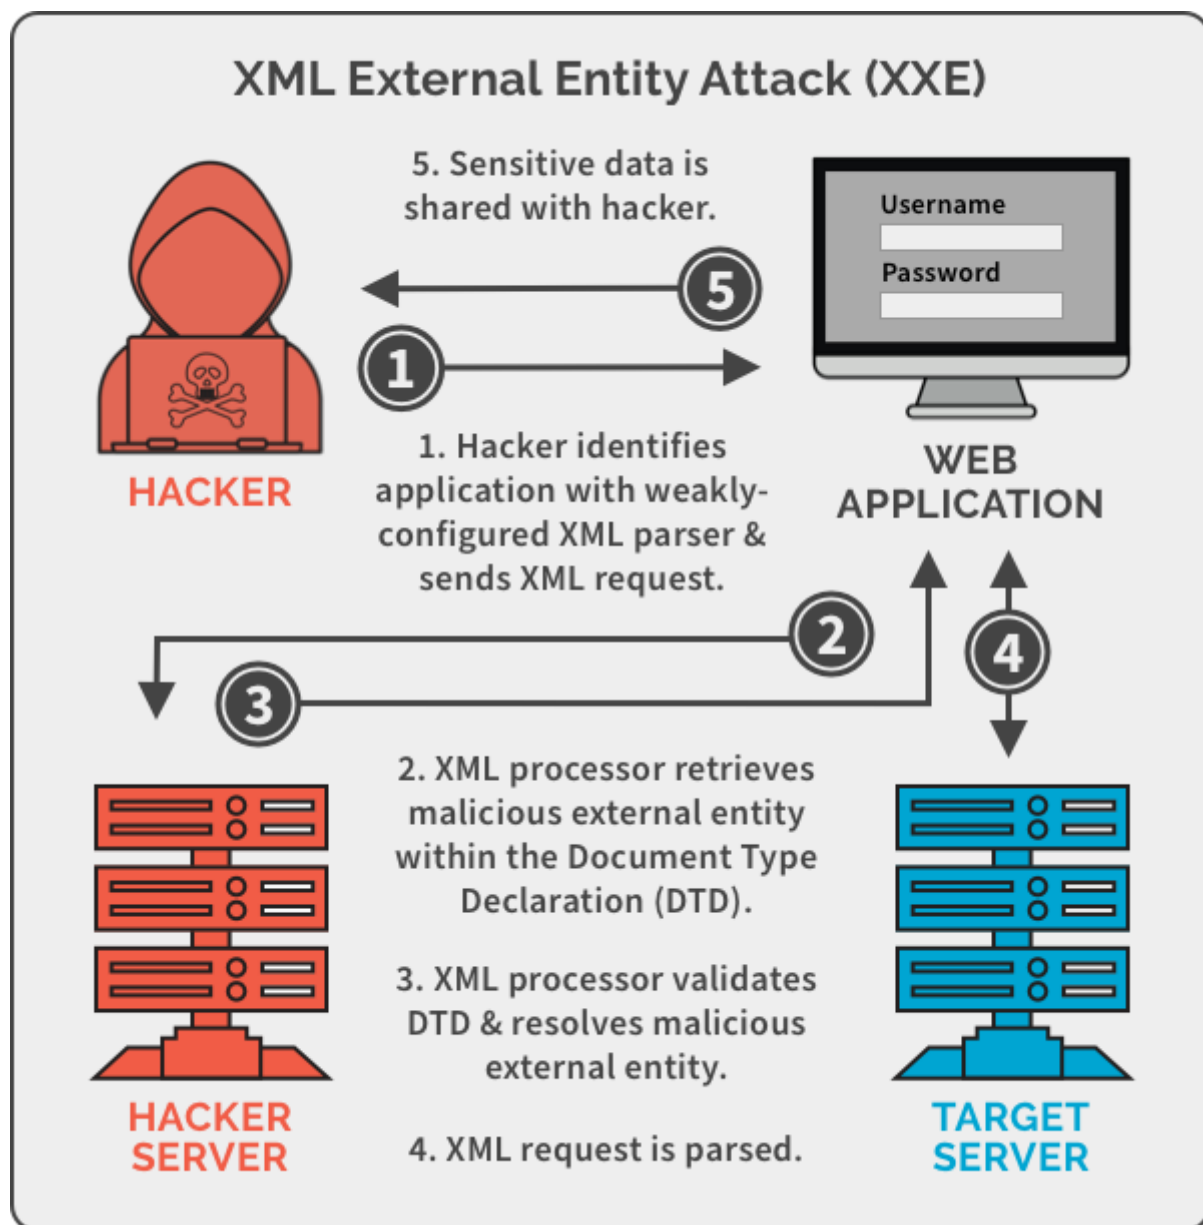 XML External Entity Attack (XXE)
5. Sensitive data is
shared with hacker.
Username
Password
5
1
HACKER
1. Hacker identifies
application with weakly-
configured XML parser &
sends XML request.
WEB
APPLICATION
2
4
3
2. XML processor retrieves
malicious external entity
within the Document Type
Declaration (DTD).
3. XML processor validates
DTD & resolves malicious
external entity.
4. XML request is parsed.
HACKER
SERVER
TARGET
SERVER